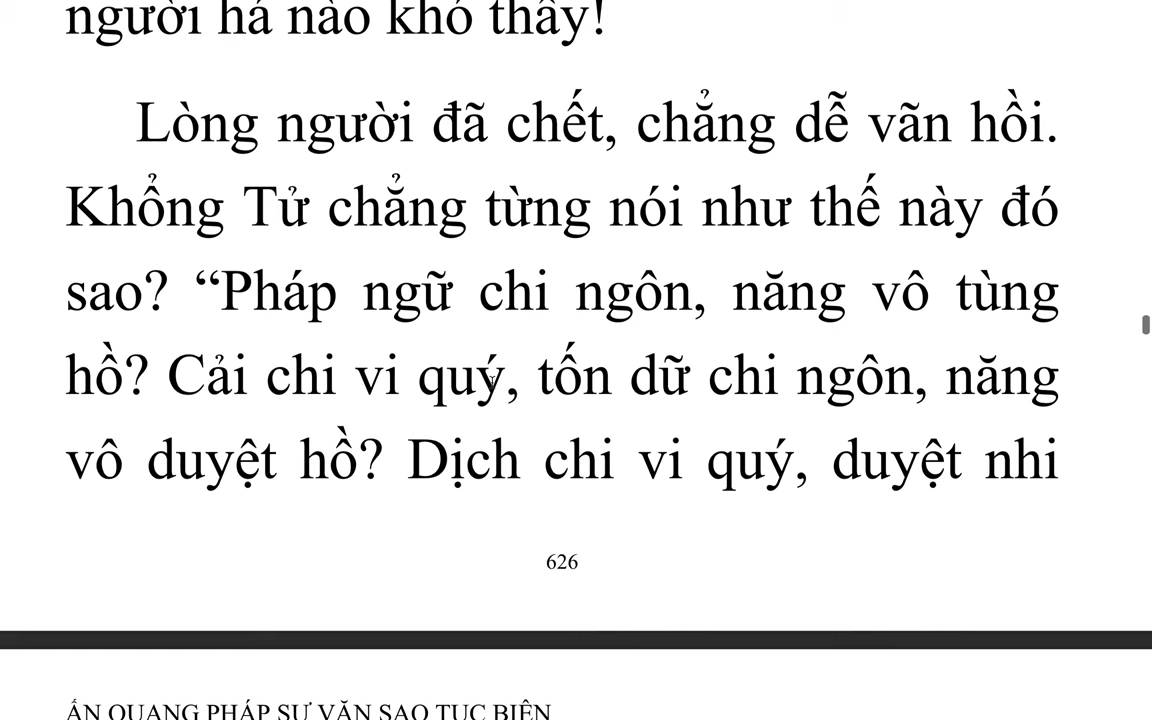 người há nào khó thấy!
Lòng người đã chết, chẳng dễ vãn hồi.
Khổng Tử chẳng từng nói như thế này đó
sao? “Pháp ngữ chi ngôn, năng vô tùng
hồ? Cải chi vi quý, tốn dữ chi ngôn, năng
vô duyệt hồ? Dịch chi vi quý, duyệt nhi
626
ẤN QUANG PHÁP SƯ VĂN SAO TỤC BIÊN